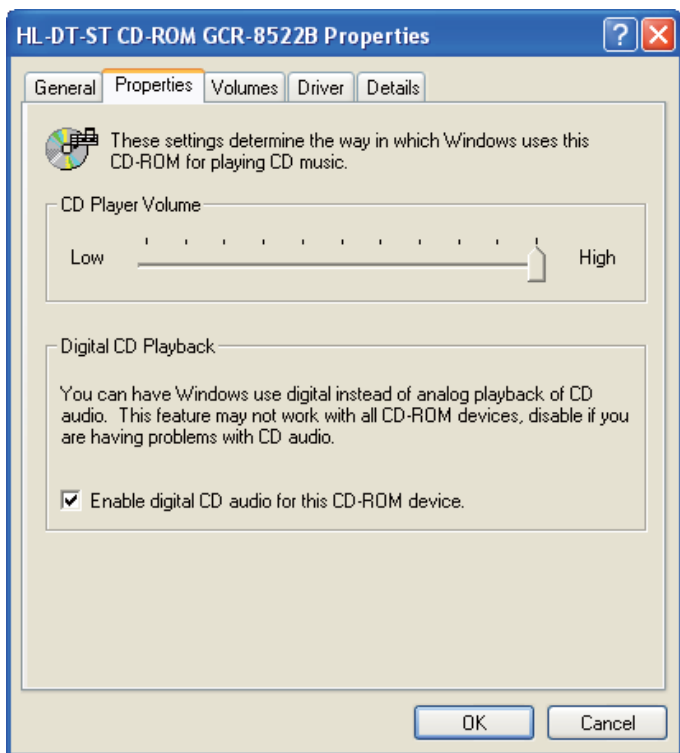 HL-DT-ST CD-ROM GCR-8522B Properties
General Properties Volumes Driver Details
These settings determine the way in which Windows uses this
CD-ROM for playing CD music.
CD Player Volume
Low High
Digital CD Playback
You can have Windows use digital instead of analog playback of CD
audio.  This feature may not work with all CD-ROM devices, disable if you
are having problems with CD audio.
Enable digital CD audio for this CD-ROM device.
OK Cancel